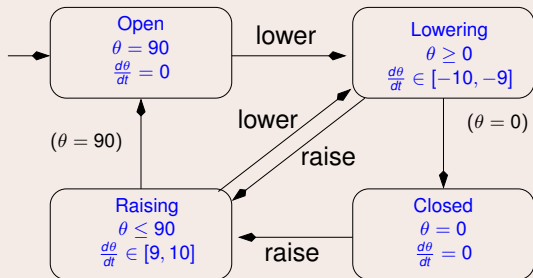 Open
θ = 90
dθ/dt = 0
lower
Lowering
θ ≥ 0
dθ/dt ∈ [−10, −9]
(θ = 90)
lower
raise
(θ = 0)
Raising
θ ≤ 90
dθ/dt ∈ [9, 10]
raise
Closed
θ = 0
dθ/dt = 0